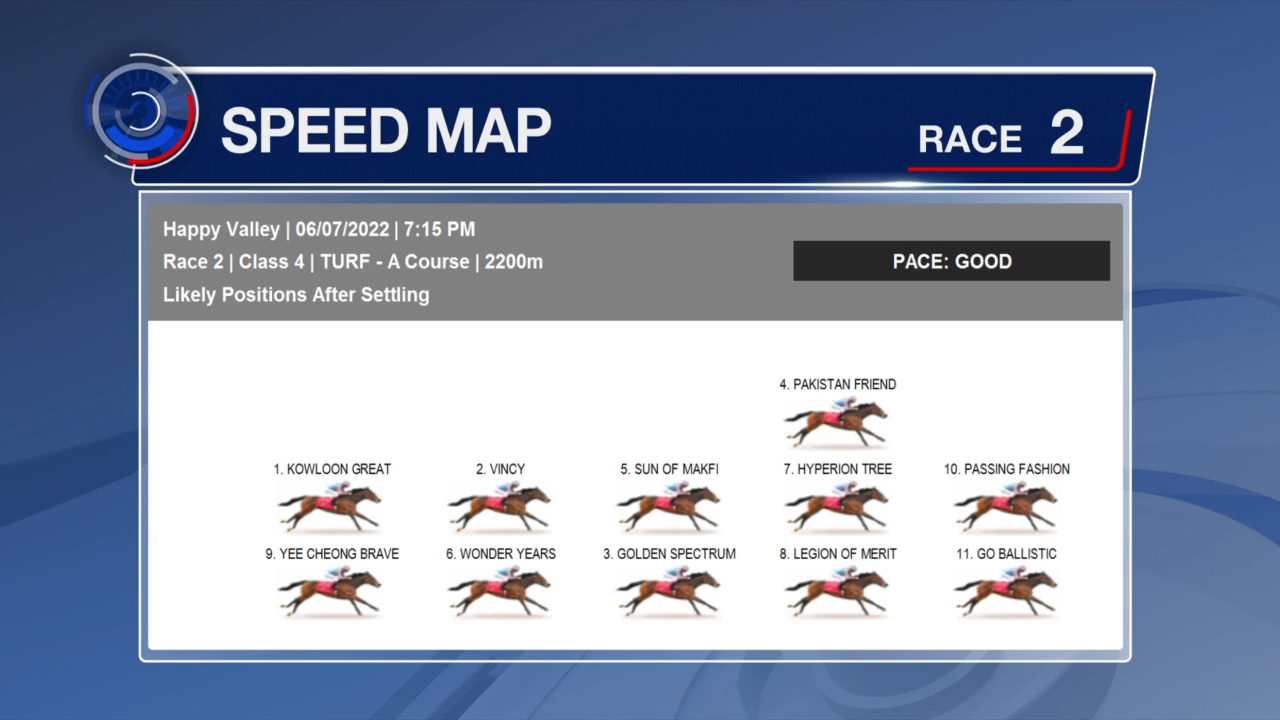 SPEED MAP
RACE 2
Happy Valley | 06/07/2022 | 7:15 PM
Race 2 | Class 4 | TURF - A Course | 2200m
PACE: GOOD
Likely Positions After Settling
4. PAKISTAN FRIEND
1. KOWLOON GREAT
2. VINCY
5. SUN OF MAKFI
7. HYPERION TREE
10. PASSING FASHION
9. YEE CHEONG BRAVE
6. WONDER YEARS
3. GOLDEN SPECTRUM
8. LEGION OF MERIT
11. GO BALLISTIC